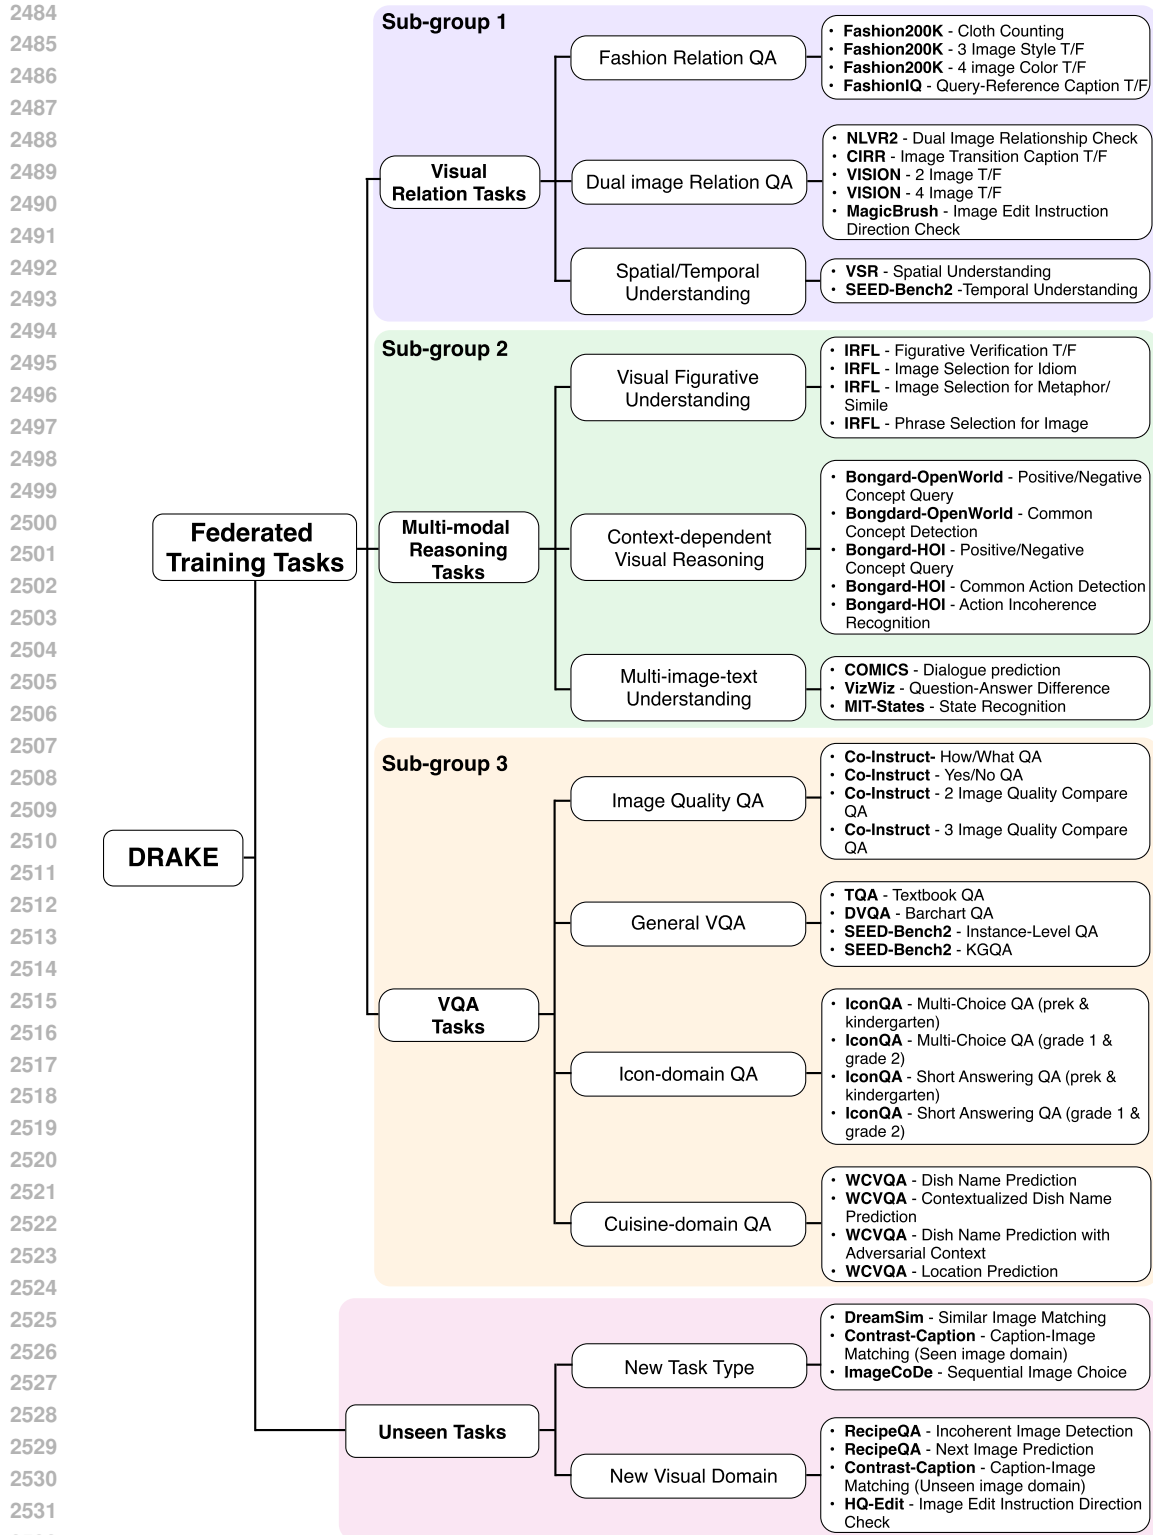 2484
2485
2486
2487
2488
2489
2490
2491
2492
2493
2494
2495
2496
2497
2498
2499
2500
2501
2502
2503
2504
2505
2506
2507
2508
2509
2510
2511
2512
2513
2514
2515
2516
2517
2518
2519
2520
2521
2522
2523
2524
2525
2526
2527
2528
2529
2530
2531
DRAKE
Federated
Training Tasks
Sub-group 1
Visual
Relation Tasks
Fashion Relation QA
• Fashion200K - Cloth Counting
• Fashion200K - 3 Image Style T/F
• Fashion200K - 4 image Color T/F
• FashionIQ - Query-Reference Caption T/F
Dual image Relation QA
• NLVR2 - Dual Image Relationship Check
• CIRR - Image Transition Caption T/F
• VISION - 2 Image T/F
• VISION - 4 Image T/F
• MagicBrush - Image Edit Instruction
Direction Check
Spatial/Temporal
Understanding
• VSR - Spatial Understanding
• SEED-Bench2 -Temporal Understanding
Sub-group 2
Multi-modal
Reasoning
Tasks
Visual Figurative
Understanding
• IRFL - Figurative Verification T/F
• IRFL - Image Selection for Idiom
• IRFL - Image Selection for Metaphor/
Simile
• IRFL - Phrase Selection for Image
Context-dependent
Visual Reasoning
• Bongard-OpenWorld - Positive/Negative
Concept Query
• Bongdard-OpenWorld - Common
Concept Detection
• Bongard-HOI - Positive/Negative
Concept Query
• Bongard-HOI - Common Action Detection
• Bongard-HOI - Action Incoherence
Recognition
Multi-image-text
Understanding
• COMICS - Dialogue prediction
• VizWiz - Question-Answer Difference
• MIT-States - State Recognition
Sub-group 3
VQA
Tasks
Image Quality QA
• Co-Instruct- How/What QA
• Co-Instruct - Yes/No QA
• Co-Instruct - 2 Image Quality Compare
QA
• Co-Instruct - 3 Image Quality Compare
QA
General VQA
• TQA - Textbook QA
• DVQA - Barchart QA
• SEED-Bench2 - Instance-Level QA
• SEED-Bench2 - KGQA
Icon-domain QA
• IconQA - Multi-Choice QA (prek &
kindergarten)
• IconQA - Multi-Choice QA (grade 1 &
grade 2)
• IconQA - Short Answering QA (prek &
kindergarten)
• IconQA - Short Answering QA (grade 1 &
grade 2)
Cuisine-domain QA
• WCVQA - Dish Name Prediction
• WCVQA - Contextualized Dish Name
Prediction
• WCVQA - Dish Name Prediction with
Adversarial Context
• WCVQA - Location Prediction
Unseen Tasks
New Task Type
• DreamSim - Similar Image Matching
• Contrast-Caption - Caption-Image
Matching (Seen image domain)
• ImageCoDe - Sequential Image Choice
New Visual Domain
• RecipeQA - Incoherent Image Detection
• RecipeQA - Next Image Prediction
• Contrast-Caption - Caption-Image
Matching (Unseen image domain)
• HQ-Edit - Image Edit Instruction Direction
Check